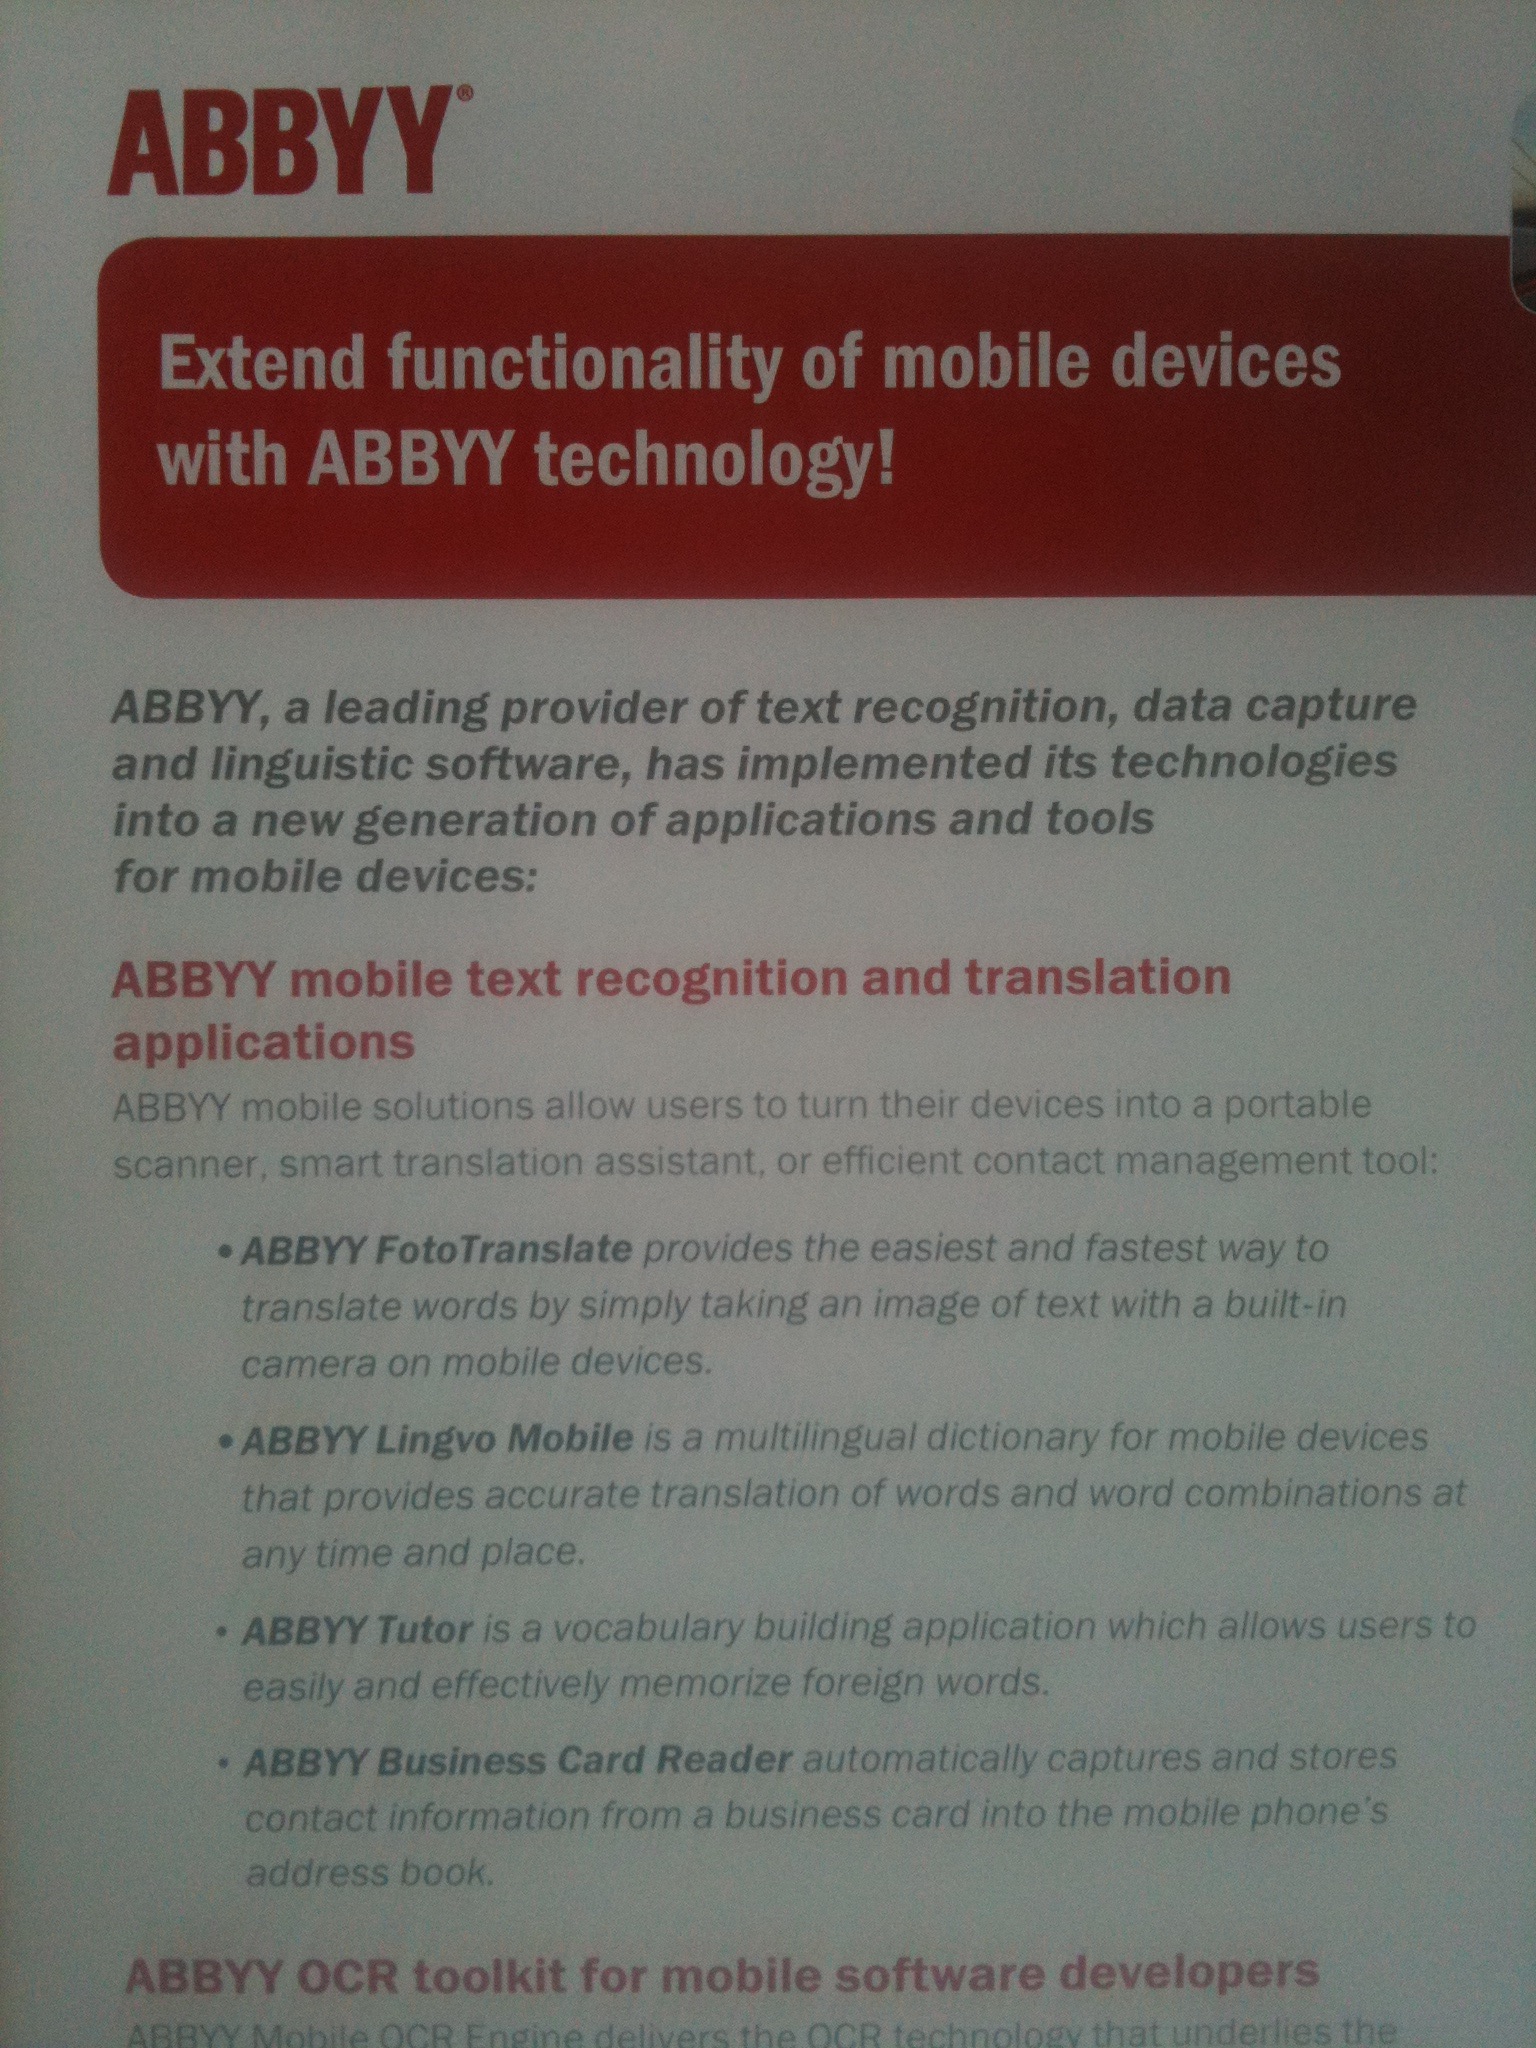 ABBYY®
Extend functionality of mobile devices
with ABBYY technology!
ABBYY, a leading provider of text recognition, data capture
and linguistic software, has implemented its technologies
into a new generation of applications and tools
for mobile devices:
ABBYY mobile text recognition and translation
applications
ABBYY mobile solutions allow users to turn their devices into a portable
scanner, smart translation assistant, or efficient contact management tool:
• ABBYY FotoTranslate provides the easiest and fastest way to
translate words by simply taking an image of text with a built-in
camera on mobile devices.
• ABBYY Lingvo Mobile is a multilingual dictionary for mobile devices
that provides accurate translation of words and word combinations at
any time and place.
• ABBYY Tutor is a vocabulary building application which allows users to
easily and effectively memorize foreign words.
• ABBYY Business Card Reader automatically captures and stores
contact information from a business card into the mobile phone's
address book.
ABBYY OCR toolkit for mobile software developers
ABBYY Mobile OCR Engine delivers the OCR technology that underlies the